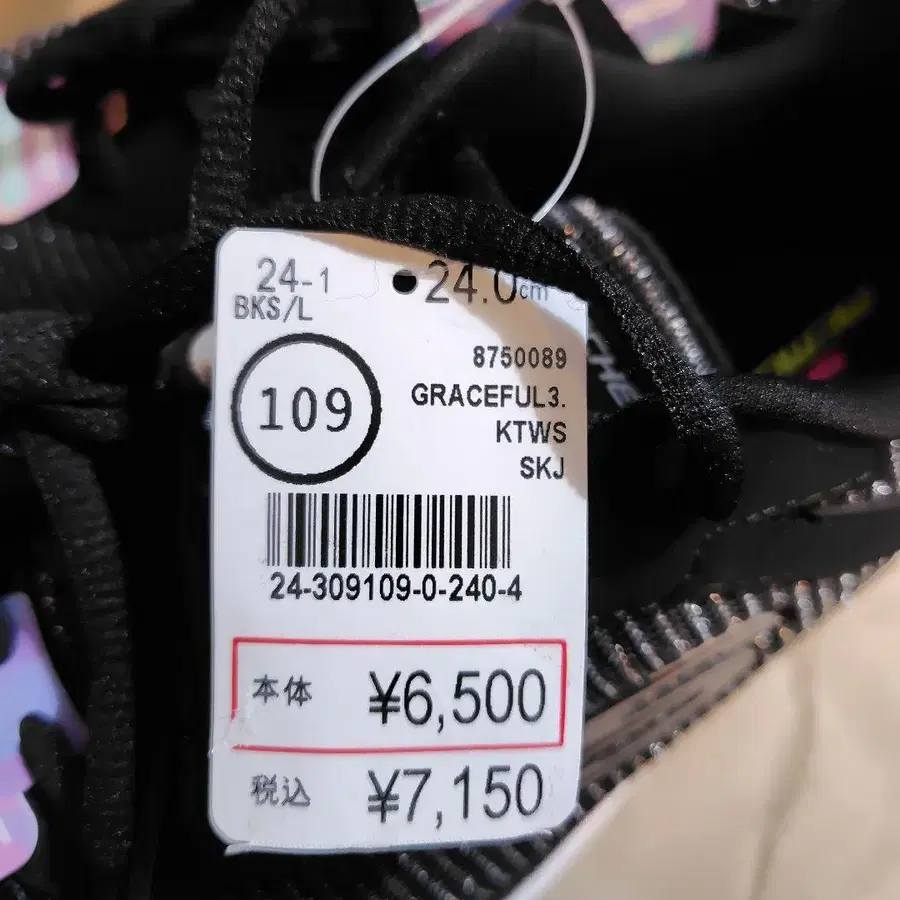 24-1
24.0cm
BKS/L
109
8750089
GRACEFUL3.
KTWS
SKJ
24-309109-0-240-4
本体 ¥6,500
税込 ¥7,150